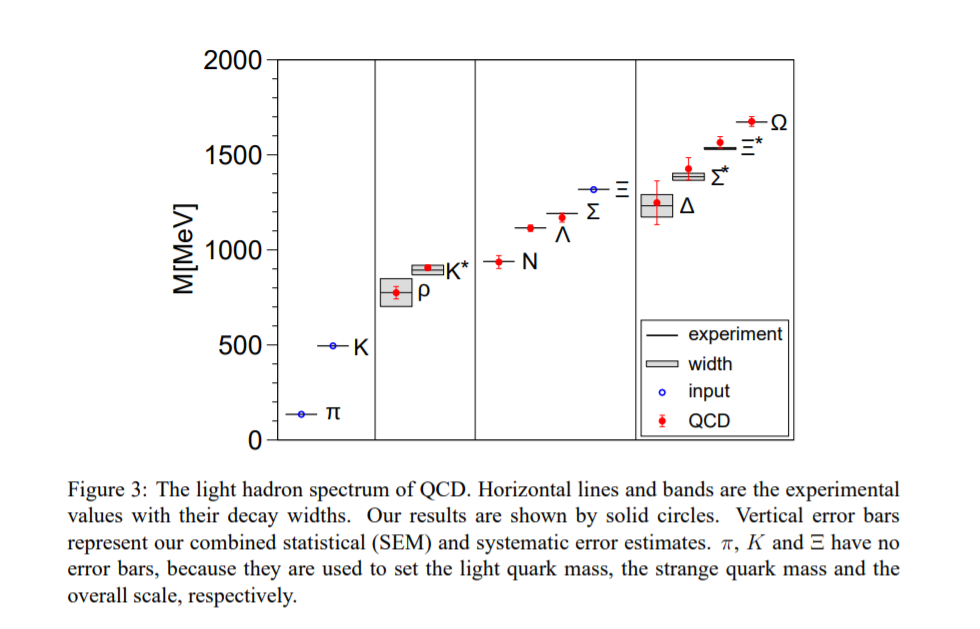 2000
1500
1000
500
0
M[MeV]
π
K
ρ
K*
N
Λ
Σ
Ξ
Δ
Σ*
Ξ*
Ω
experiment
width
input
QCD
Figure 3: The light hadron spectrum of QCD. Horizontal lines and bands are the experimental
values with their decay widths. Our results are shown by solid circles. Vertical error bars
represent our combined statistical (SEM) and systematic error estimates. π, K and Ξ have no
error bars, because they are used to set the light quark mass, the strange quark mass and the
overall scale, respectively.